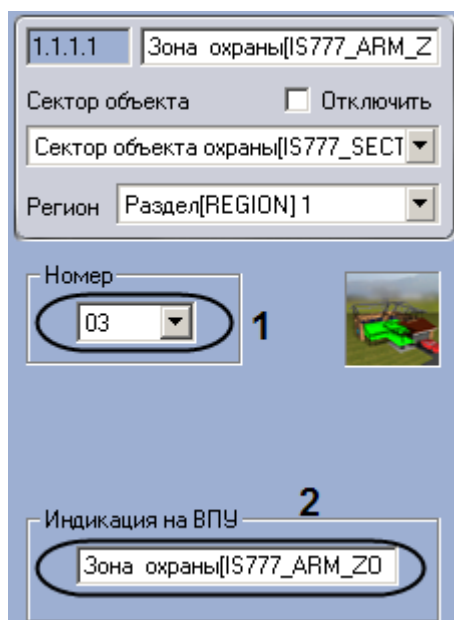 1.1.1.1 Зона охраны[IS777_ARM_Z
Сектор объекта Отключить
Сектор объекта охраны[IS777_SECT
Регион Раздел[REGION] 1
Номер
03 1
2
Индикация на ВПУ
Зона охраны[IS777_ARM_ZO